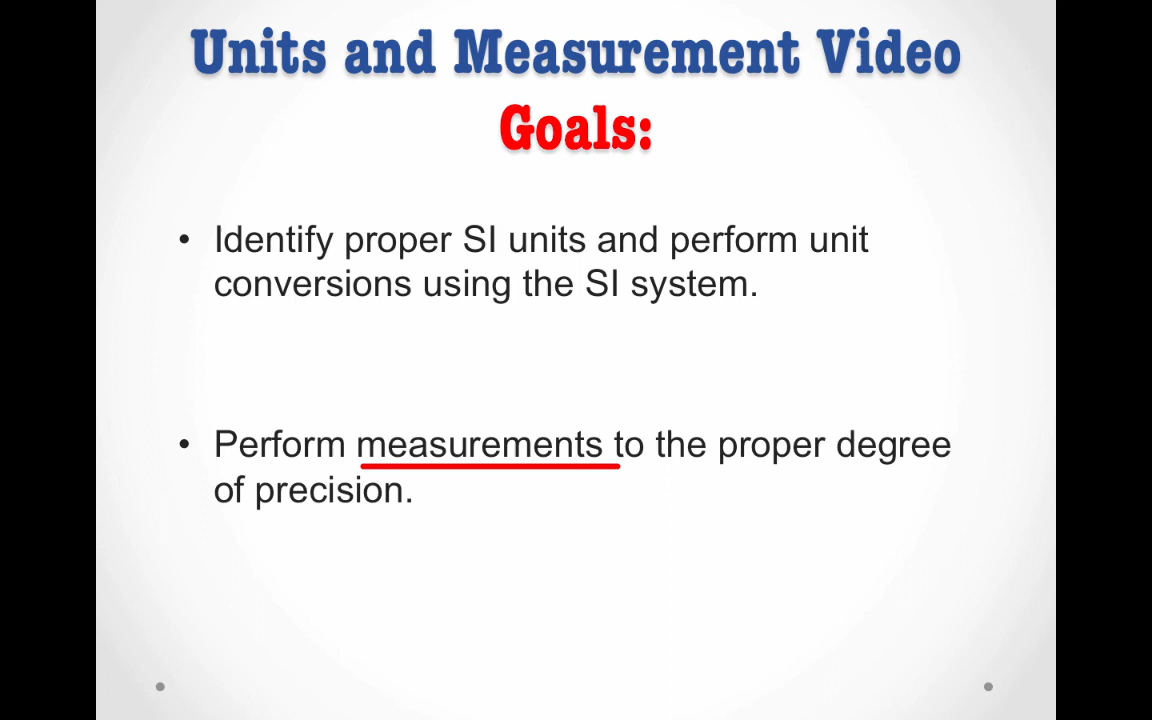 Units and Measurement Video
Goals:
• Identify proper SI units and perform unit
conversions using the SI system.
• Perform measurements to the proper degree
of precision.